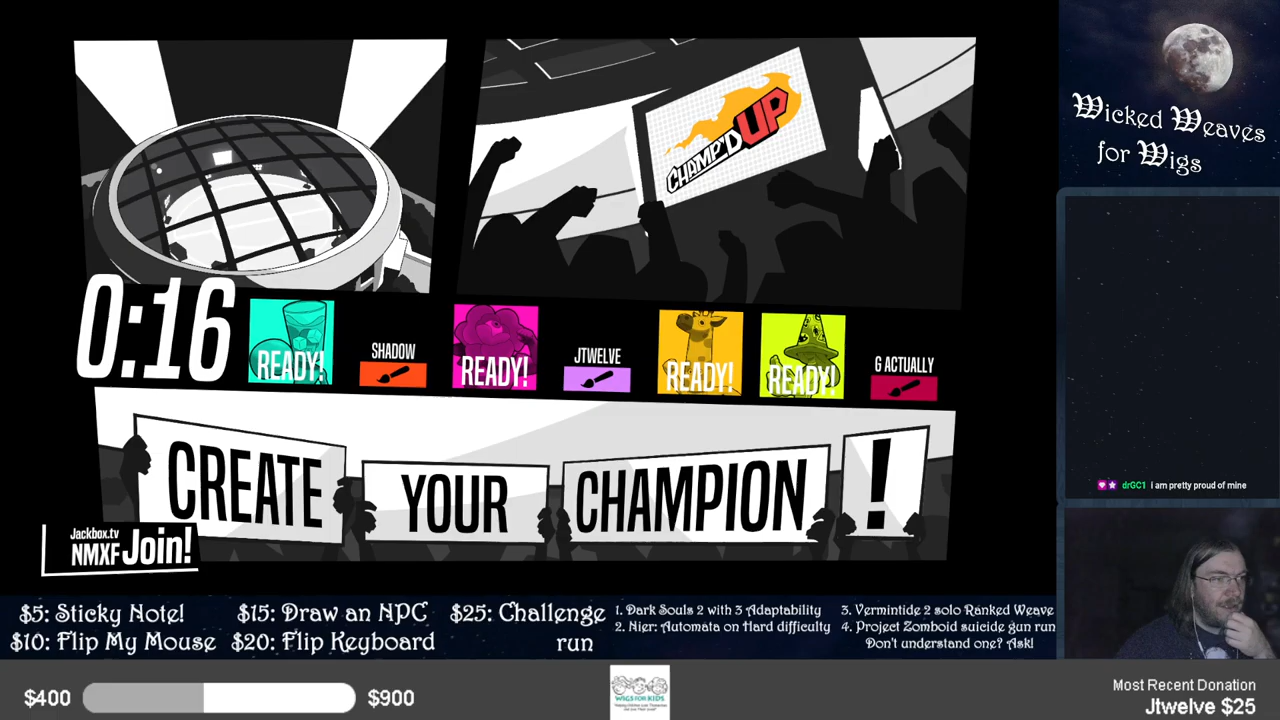 CHAMP'D UP
0:16
READY!
SHADOW
READY!
JTWELVE
READY!
READY!
G ACTUALLY
CREATE YOUR CHAMPION !
Jackbox.tv
NMXF Join!
Wicked Weaves
for Wigs
drGC1 i am pretty proud of mine
$5: Sticky Note!
$10: Flip My Mouse
$15: Draw an NPC
$20: Flip Keyboard
$25: Challenge
run
1. Dark Souls 2 with 3 Adaptability
2. Nier: Automata on Hard difficulty
3. Vermintide 2 solo Ranked Weave
4. Project Zomboid suicide gun run
Don't understand one? Ask!
$400
$900
WIGS FOR KIDS
Most Recent Donation
Jtwelve $25